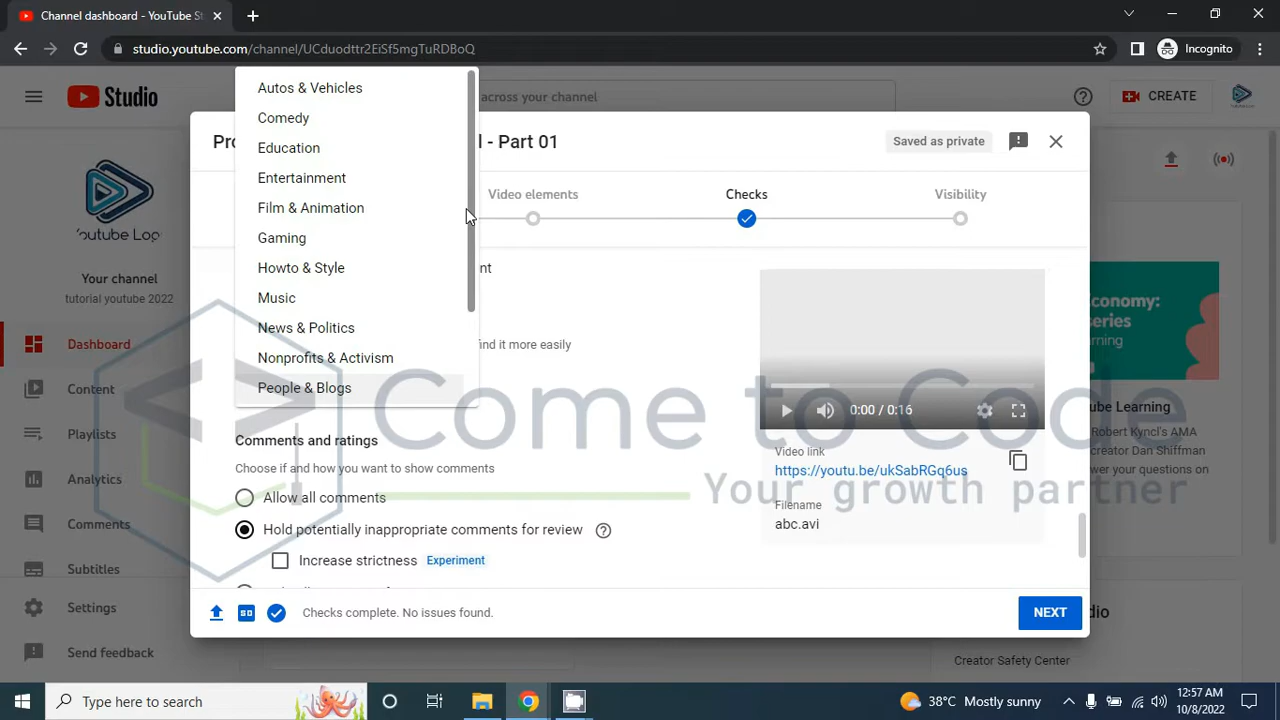 Channel dashboard - YouTube St
studio.youtube.com/channel/UCduodttr2EiSf5mgTuRDBoQ
Incognito
Studio
across your channel
CREATE
Autos & Vehicles
Comedy
Education
Entertainment
Film & Animation
Gaming
Howto & Style
Music
News & Politics
Nonprofits & Activism
People & Blogs
Pro
l - Part 01
Saved as private
Video elements
Checks
Visibility
Youtube Logo
Your channel
tutorial youtube 2022
Dashboard
Content
Playlists
Analytics
Comments
Subtitles
Settings
Send feedback
nt
find it more easily
0:00 / 0:16
Video link
https://youtu.be/ukSabRGq6us
Filename
abc.avi
Comments and ratings
Choose if and how you want to show comments
Allow all comments
Hold potentially inappropriate comments for review
Increase strictness Experiment
SD
Checks complete. No issues found.
NEXT
conomy:
series
ube Learning
Robert Kyncl's AMA
creator Dan Shiffman
wer your questions on
dio
Creator Safety Center
<> Come to Code
Your growth partner
Type here to search
38°C Mostly sunny
12:57 AM
10/8/2022